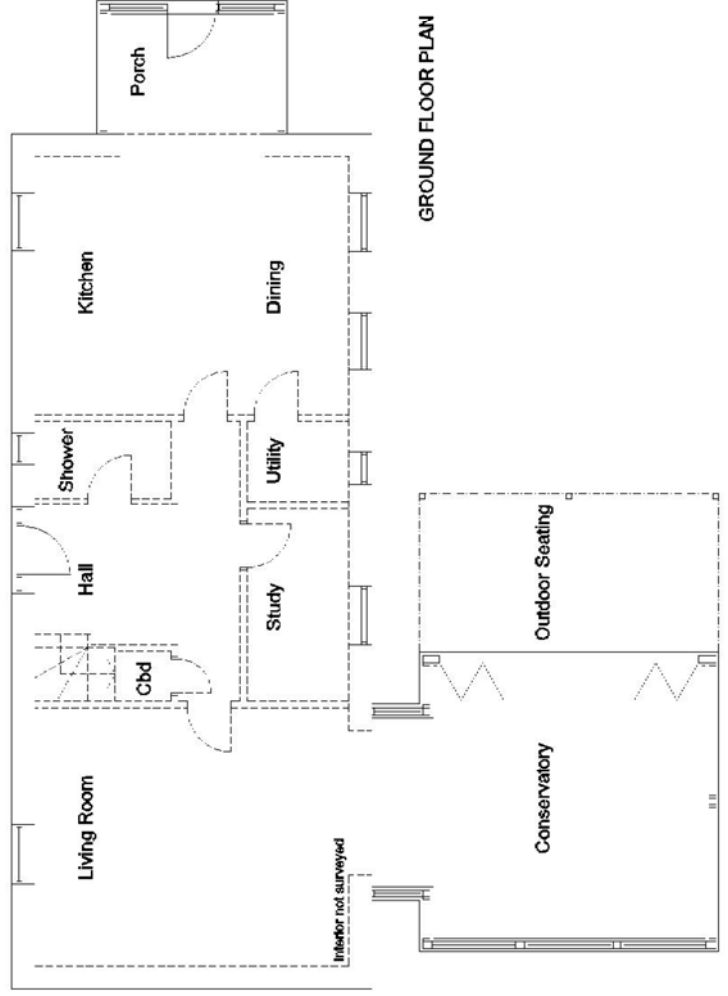 Living Room
Cbd
Hall
Shower
Kitchen
Porch
Interior not surveyed
Study
Utility
Dining
GROUND FLOOR PLAN
Conservatory
Outdoor Seating